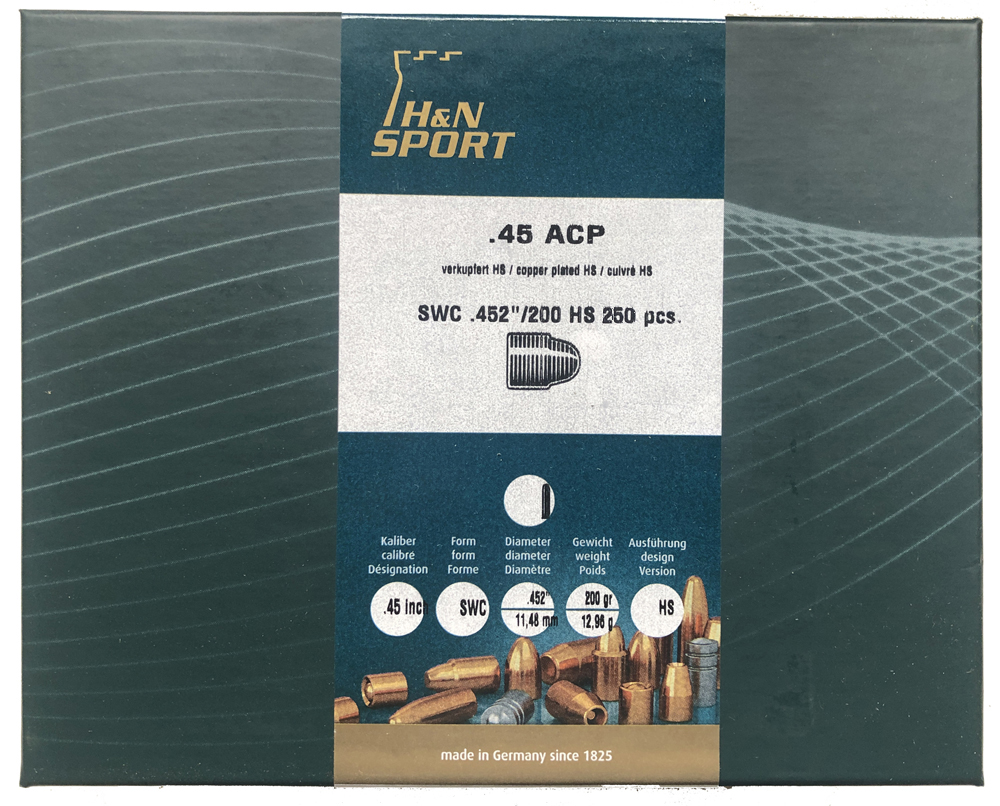 H&N
SPORT
.45 ACP
verkupfert HS / copper plated HS / cuivré HS
SWC .452"/200 HS 250 pcs.
Kaliber
calibre
Désignation
Form
form
Forme
Diameter
diameter
Diamètre
Gewicht
weight
Poids
Ausführung
design
Version
.45 inch
SWC
.452"
11,48 mm
200 gr
12,96 g
HS
made in Germany since 1825